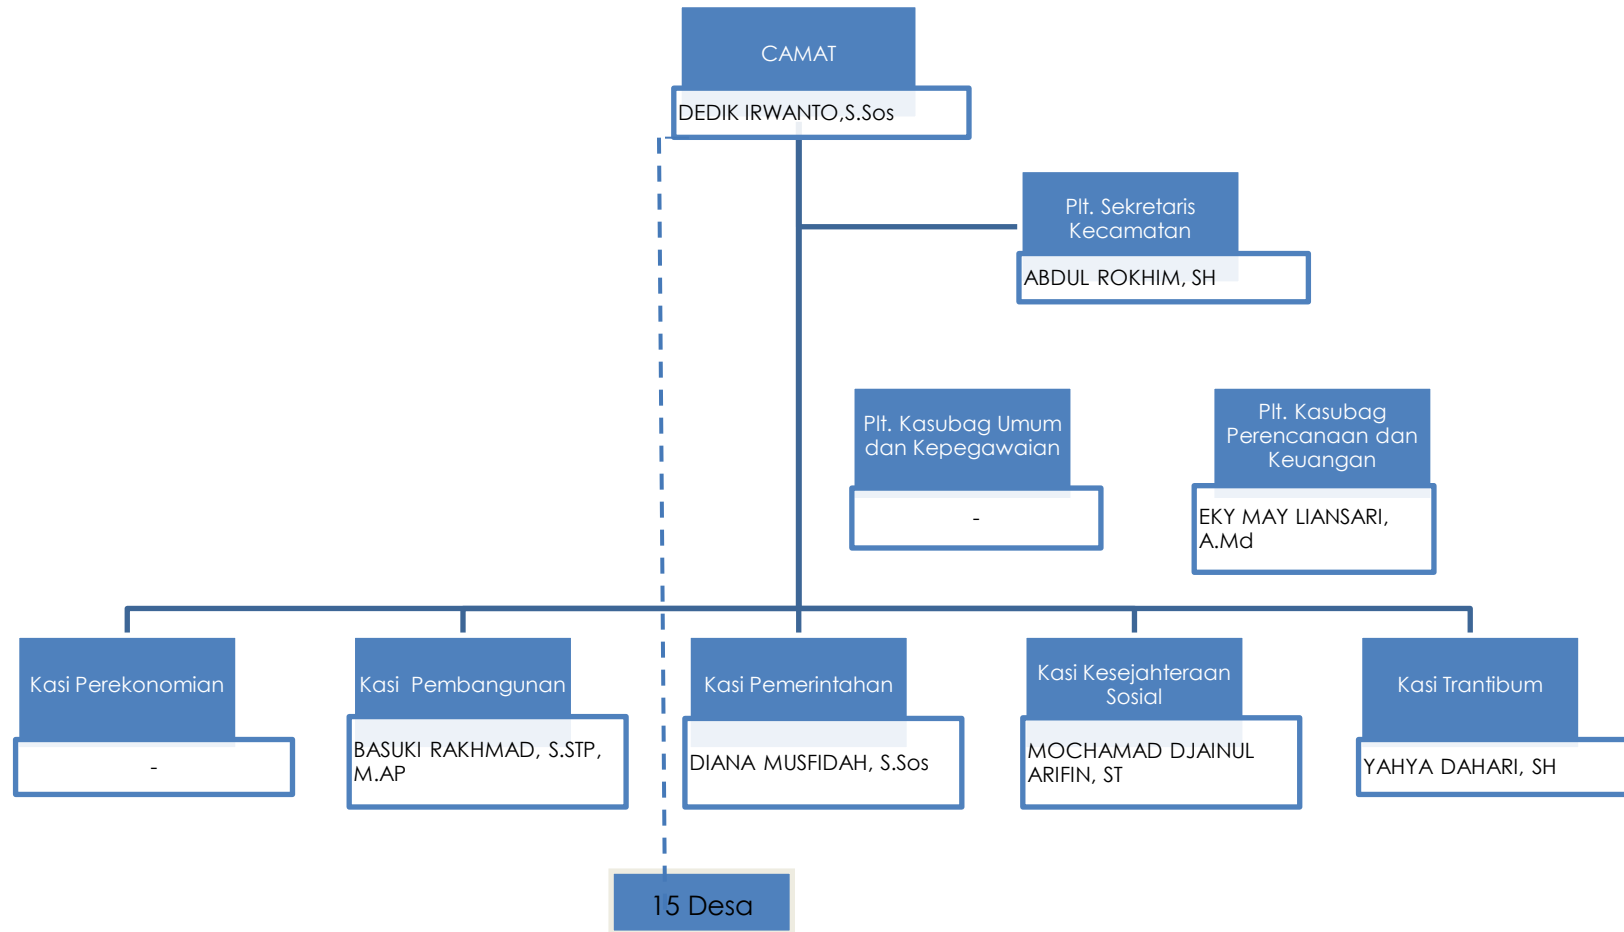 CAMAT
DEDIK IRWANTO,S.Sos
Plt. Sekretaris
Kecamatan
ABDUL ROKHIM, SH
Plt. Kasubag Umum
dan Kepegawaian
-
Plt. Kasubag
Perencanaan dan
Keuangan
EKY MAY LIANSARI,
A.Md
Kasi Perekonomian
-
Kasi  Pembangunan
BASUKI RAKHMAD, S.STP,
M.AP
Kasi Pemerintahan
DIANA MUSFIDAH, S.Sos
Kasi Kesejahteraan
Sosial
MOCHAMAD DJAINUL
ARIFIN, ST
Kasi Trantibum
YAHYA DAHARI, SH
15 Desa